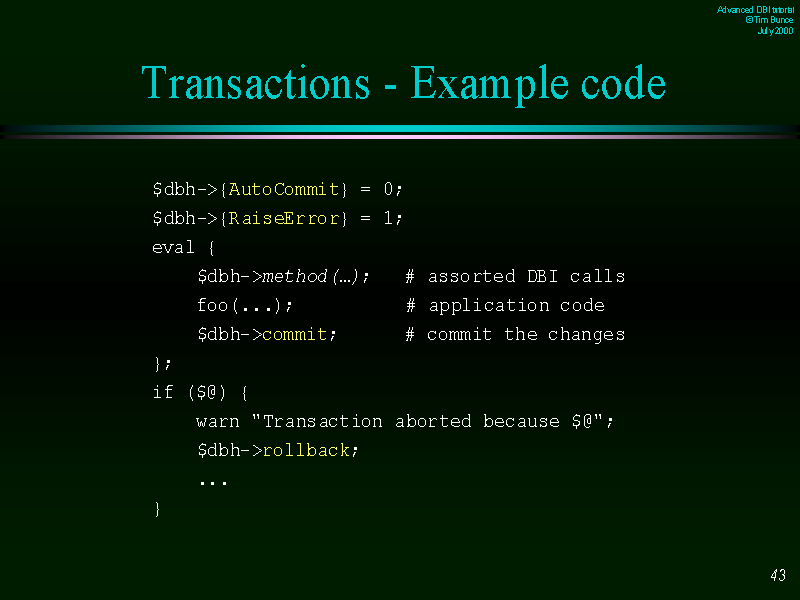 Advanced DBI tutorial
©Tim Bunce
July 2000
Transactions - Example code
$dbh->{AutoCommit} = 0;
$dbh->{RaiseError} = 1;
eval {
    $dbh->method(…);   # assorted DBI calls
    foo(...);          # application code
    $dbh->commit;      # commit the changes
};
if ($@) {
    warn "Transaction aborted because $@";
    $dbh->rollback;
    ...
}
43